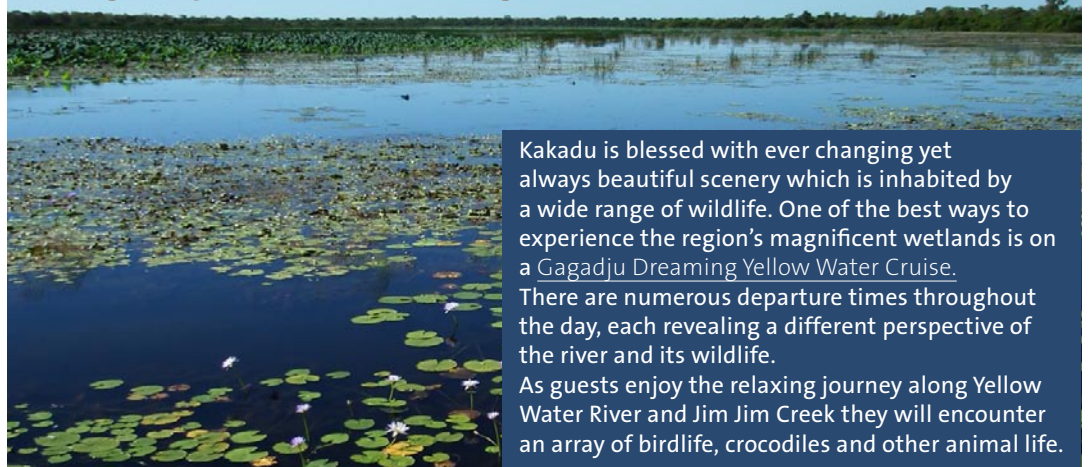 Kakadu is blessed with ever changing yet
always beautiful scenery which is inhabited by
a wide range of wildlife. One of the best ways to
experience the region’s magnificent wetlands is on
a Gagadju Dreaming Yellow Water Cruise.
There are numerous departure times throughout
the day, each revealing a different perspective of
the river and its wildlife.
As guests enjoy the relaxing journey along Yellow
Water River and Jim Jim Creek they will encounter
an array of birdlife, crocodiles and other animal life.